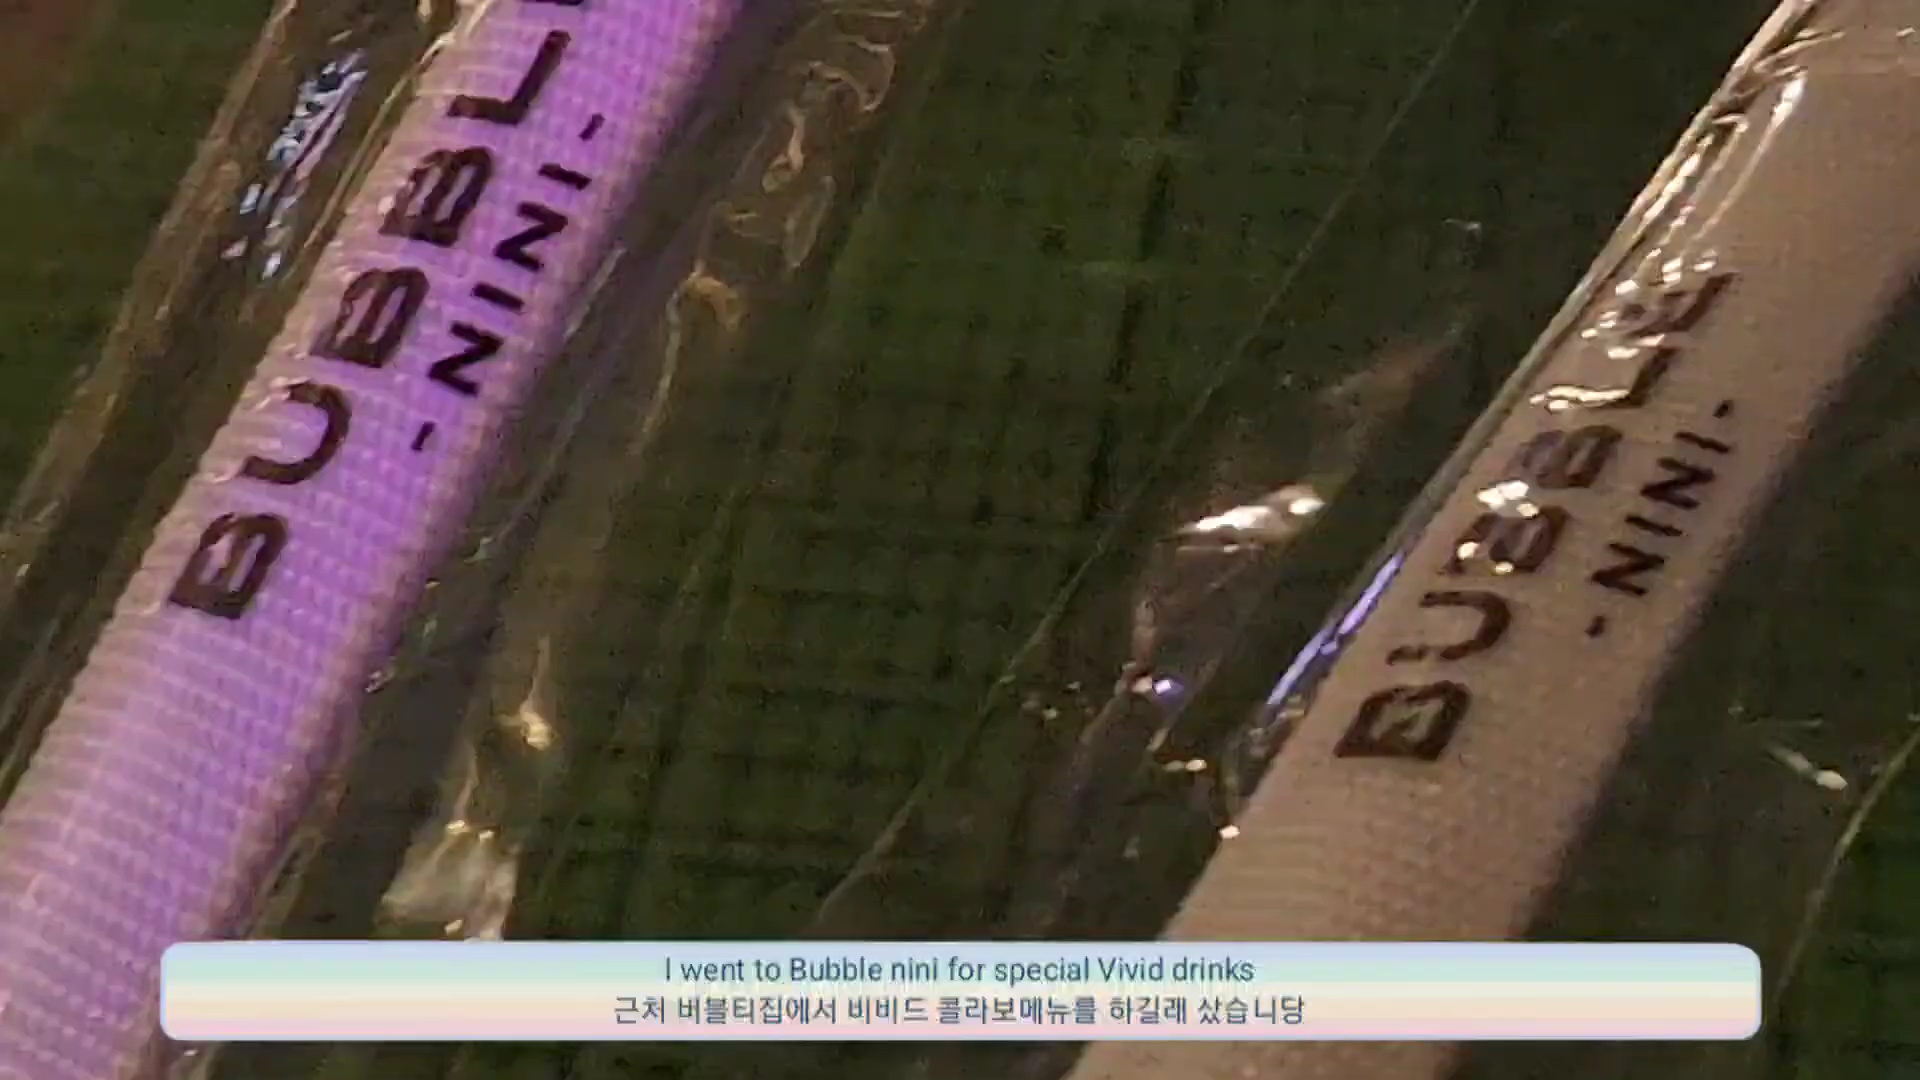 BUBBL
-NINI-
BUBBLE
-NINI-
I went to Bubble nini for special Vivid drinks
근처 버블티집에서 비비드 콜라보메뉴를 하길래 샀습니당